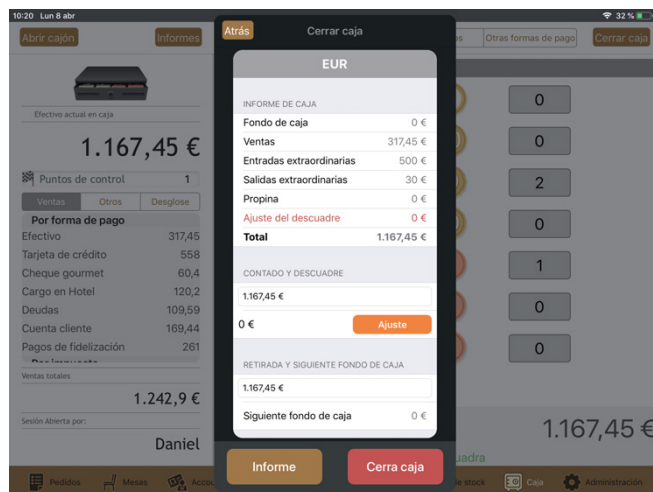 10:20 Lun 8 abr
32 %
Abrir cajón
Informes
Efectivo actual en caja
1.167,45 €
Puntos de control 1
Ventas Otros Desglose
Por forma de pago
Efectivo 317,45
Tarjeta de crédito 558
Cheque gourmet 60,4
Cargo en Hotel 120,2
Deudas 109,59
Cuenta cliente 169,44
Pagos de fidelización 261
Ventas totales
1.242,9 €
Sesión Abierta por:
Daniel
Atrás
Cerrar caja
EUR
INFORME DE CAJA
Fondo de caja 0 €
Ventas 317,45 €
Entradas extraordinarias 500 €
Salidas extraordinarias 30 €
Propina 0 €
Ajuste del descuadre 0 €
Total 1.167,45 €
CONTADO Y DESCUADRE
1.167,45 €
0 €
Ajuste
RETIRADA Y SIGUIENTE FONDO DE CAJA
1.167,45 €
Siguiente fondo de caja 0 €
Informe
Cerra caja
Otras formas de pago
Cerrar caja
0
0
2
0
1
0
0
1.167,45 €
uadra
Pedidos
Mesas
Accou
e stock
Caja
Administración